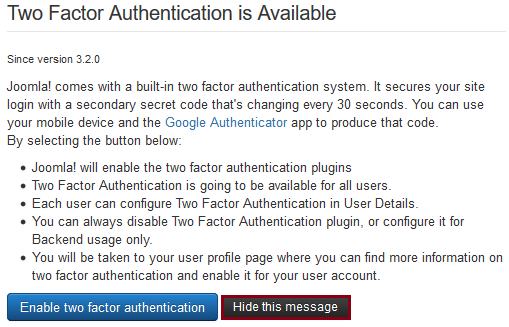 Two Factor Authentication is Available
Since version 3.2.0
Joomla! comes with a built-in two factor authentication system. It secures your site
login with a secondary secret code that's changing every 30 seconds. You can use
your mobile device and the Google Authenticator app to produce that code.
By selecting the button below:
• Joomla! will enable the two factor authentication plugins
• Two Factor Authentication is going to be available for all users.
• Each user can configure Two Factor Authentication in User Details.
• You can always disable Two Factor Authentication plugin, or configure it for
Backend usage only.
• You will be taken to your user profile page where you can find more information on
two factor authentication and enable it for your user account.
Enable two factor authentication Hide this message